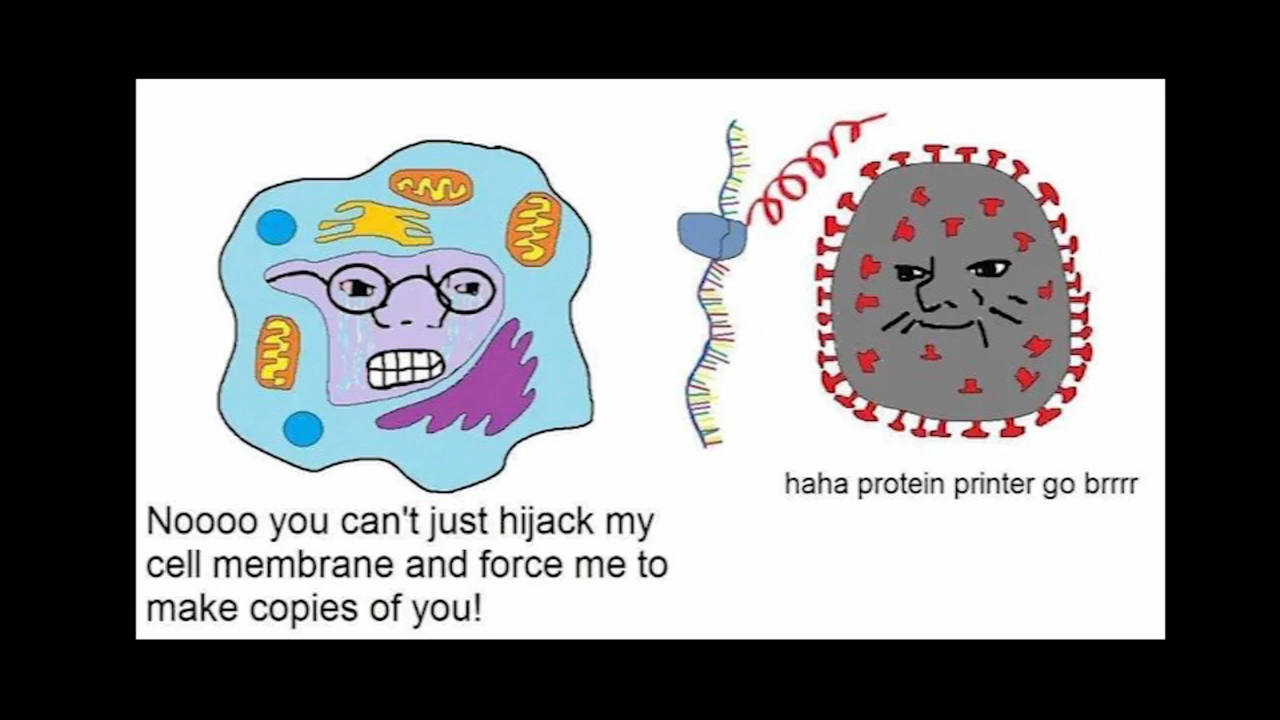 haha protein printer go brrrr
Noooo you can't just hijack my
cell membrane and force me to
make copies of you!